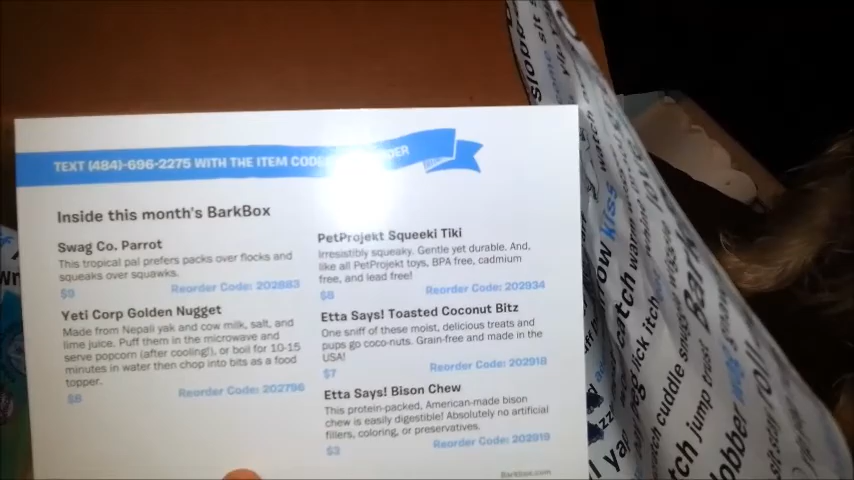 TEXT (484)-696-2275 WITH THE ITEM CODE
Inside this month's BarkBox
Swag Co. Parrot
This tropical pal prefers packs over flocks and
squeaks over squawks.
$9 Reorder Code: 202883
Yeti Corp Golden Nugget
Made from Nepali yak and cow milk, salt, and
lime juice. Puff them in the microwave and
serve popcorn (after cooling!), or boil for 10-15
minutes in water then chop into bits as a food
topper.
$8 Reorder Code: 202796
PetProjekt Squeeki Tiki
Irresistibly squeaky. Gentle yet durable. And,
like all PetProjekt toys, BPA free, cadmium
free, and lead free!
$8 Reorder Code: 202934
Etta Says! Toasted Coconut Bitz
One sniff of these moist, delicious treats and
pups go coco-nuts. Grain-free and made in the
USA!
$7 Reorder Code: 202918
Etta Says! Bison Chew
This protein-packed, American-made bison
chew is easily digestible! Absolutely no artificial
fillers, coloring, or preservatives.
$3 Reorder Code: 202919
Barkbox.com
Kiss
catch warm
lick itch
catch cuddle
catch jump
slobber